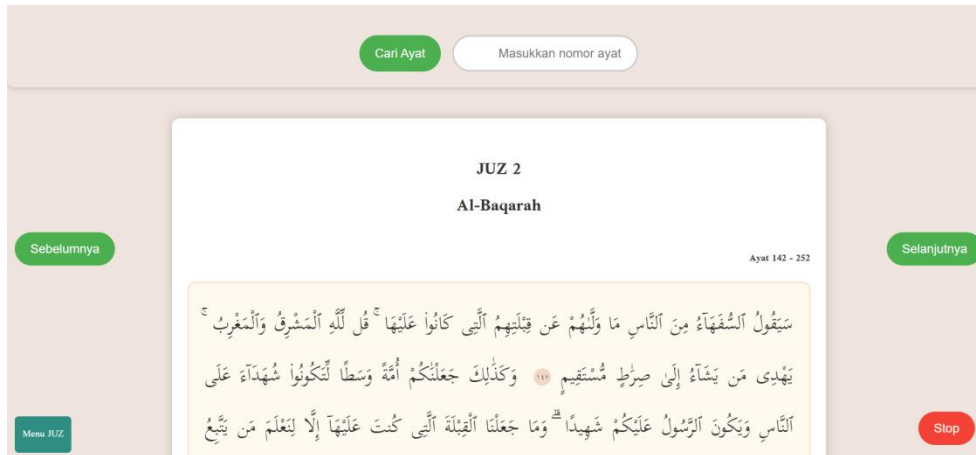 Cari Ayat
Masukkan nomor ayat
JUZ 2
Al-Baqarah
Sebelumnya
Selanjutnya
Ayat 142 - 252
سَيَقُولُ ٱلسُّفَهَآءُ مِنَ ٱلنَّاسِ مَا وَلَّىٰهُمْ عَن قِبْلَتِهِمُ ٱلَّتِى كَانُوا۟ عَلَيْهَا ۚ قُل لِّلَّهِ ٱلْمَشْرِقُ وَٱلْمَغْرِبُ ۚ
يَهْدِى مَن يَشَآءُ إِلَىٰ صِرَٰطٍ مُّسْتَقِيمٍ وَكَذَٰلِكَ جَعَلْنَٰكُمْ أُمَّةً وَسَطًا لِّتَكُونُوا۟ شُهَدَآءَ عَلَى
ٱلنَّاسِ وَيَكُونَ ٱلرَّسُولُ عَلَيْكُمْ شَهِيدًا ۗ وَمَا جَعَلْنَا ٱلْقِبْلَةَ ٱلَّتِى كُنتَ عَلَيْهَآ إِلَّا لِنَعْلَمَ مَن يَتَّبِعُ
Menu JUZ
Stop